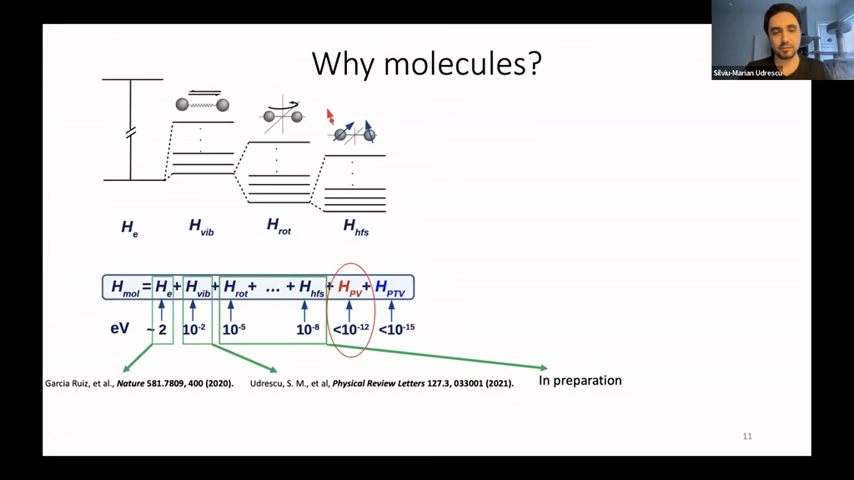 Silviu-Marian Udrescu
Why molecules?
H_e H_vib H_rot H_hfs
H_mol = H_e + H_vib + H_rot + ... + H_hfs + H_PV + H_PTV
eV ~ 2 10^-2 10^-5 10^-8 <10^-12 <10^-15
Garcia Ruiz, et al., Nature 581.7809, 400 (2020). Udrescu, S. M., et al, Physical Review Letters 127.3, 033001 (2021). In preparation
11